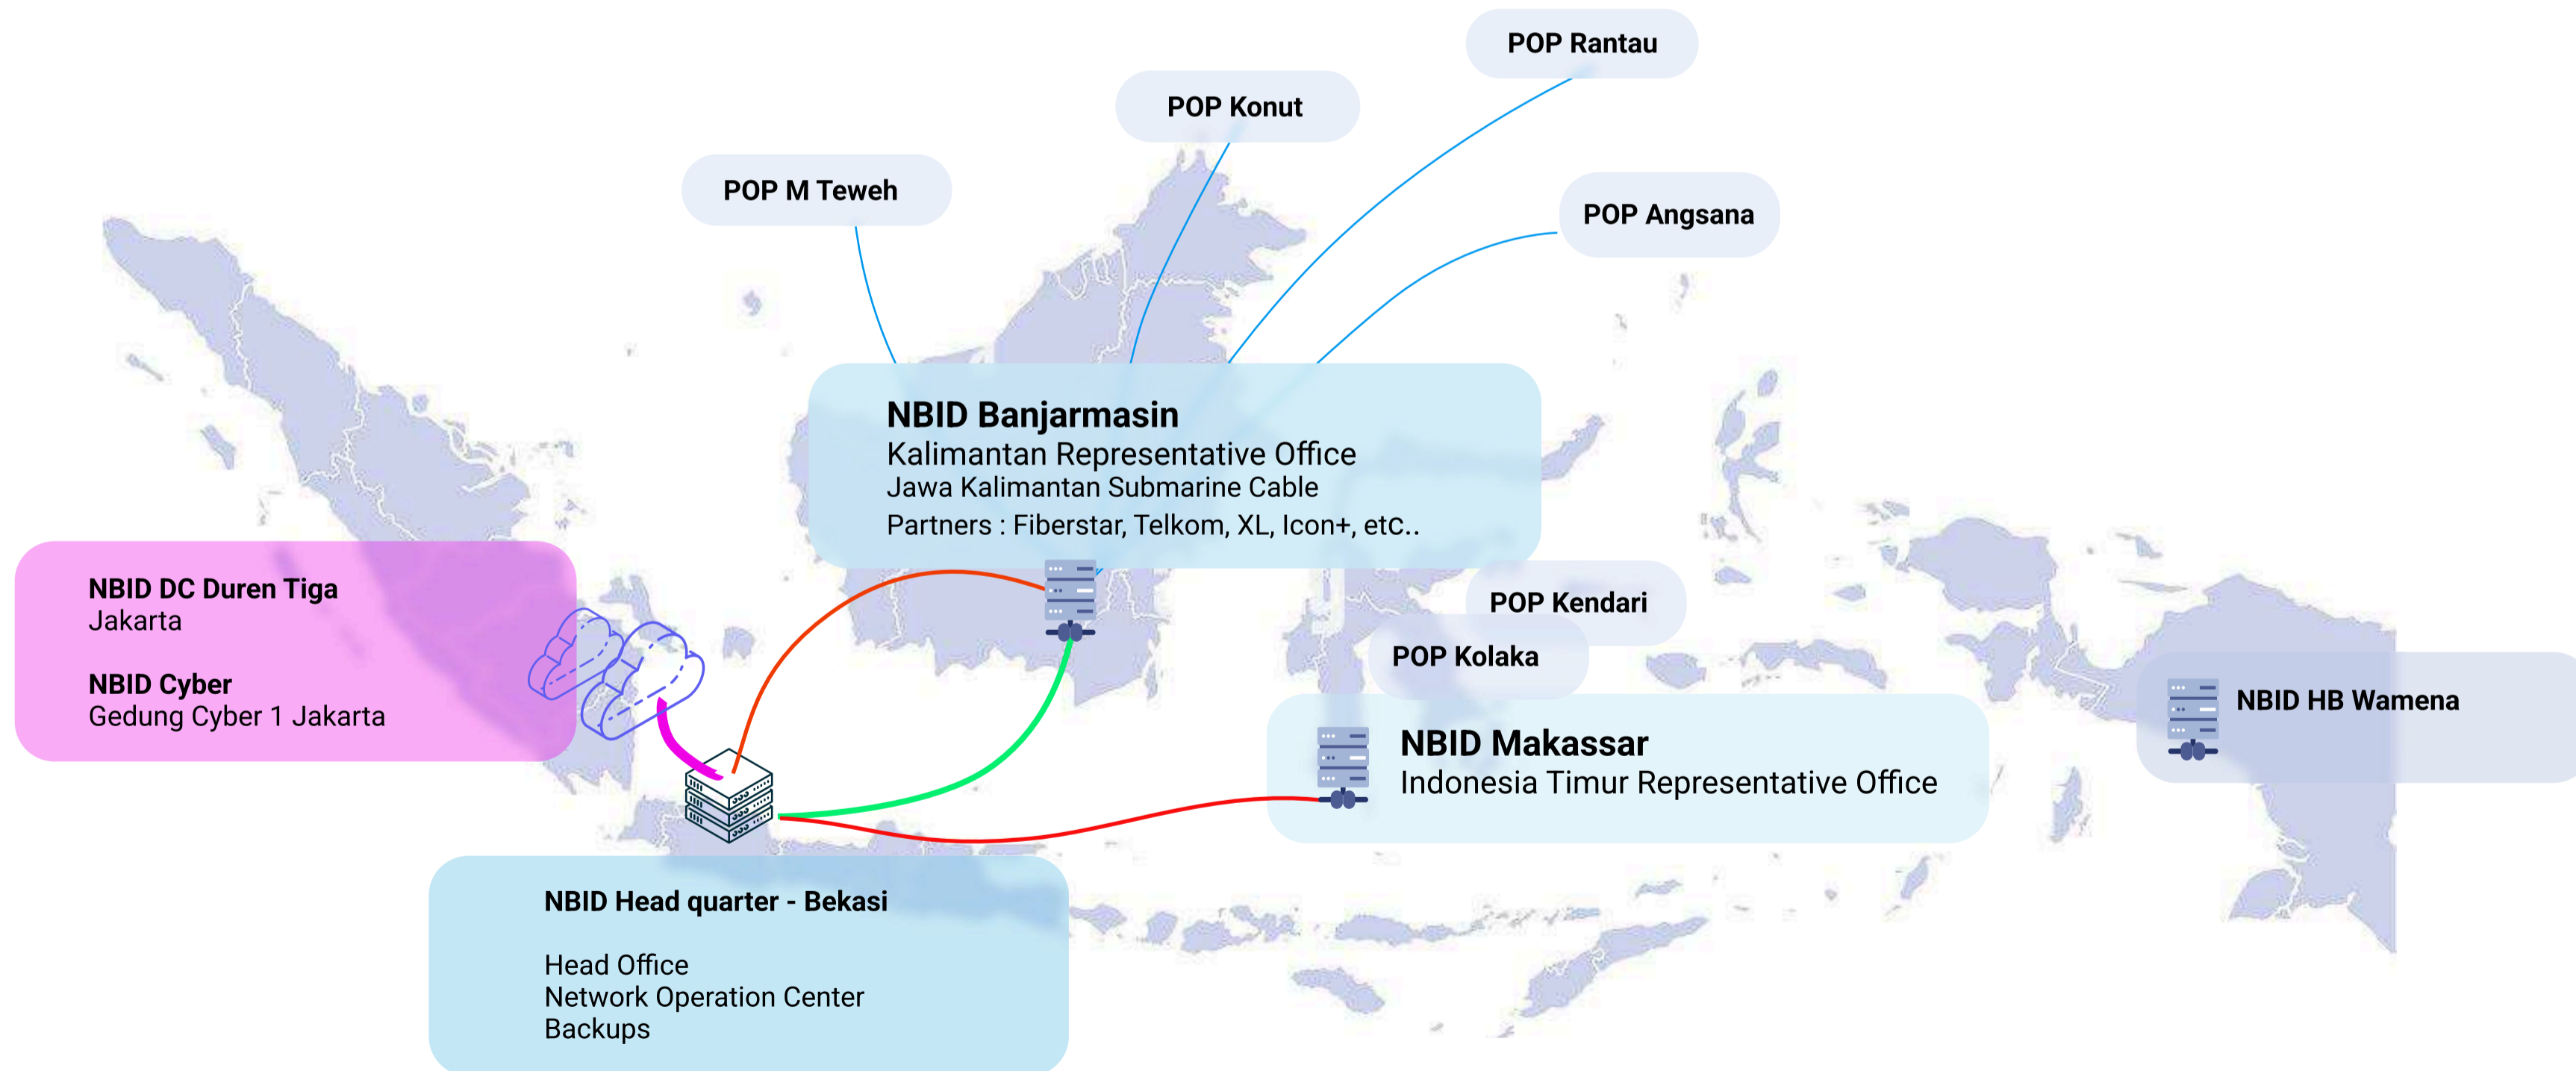 POP Rantau
POP Konut
POP M Teweh
POP Angsana
NBID Banjarmasin
Kalimantan Representative Office
Jawa Kalimantan Submarine Cable
Partners : Fiberstar, Telkom, XL, Icon+, etc..
NBID DC Duren Tiga
Jakarta
NBID Cyber
Gedung Cyber 1 Jakarta
POP Kendari
POP Kolaka
NBID Makassar
Indonesia Timur Representative Office
NBID HB Wamena
NBID Head quarter - Bekasi
Head Office
Network Operation Center
Backups